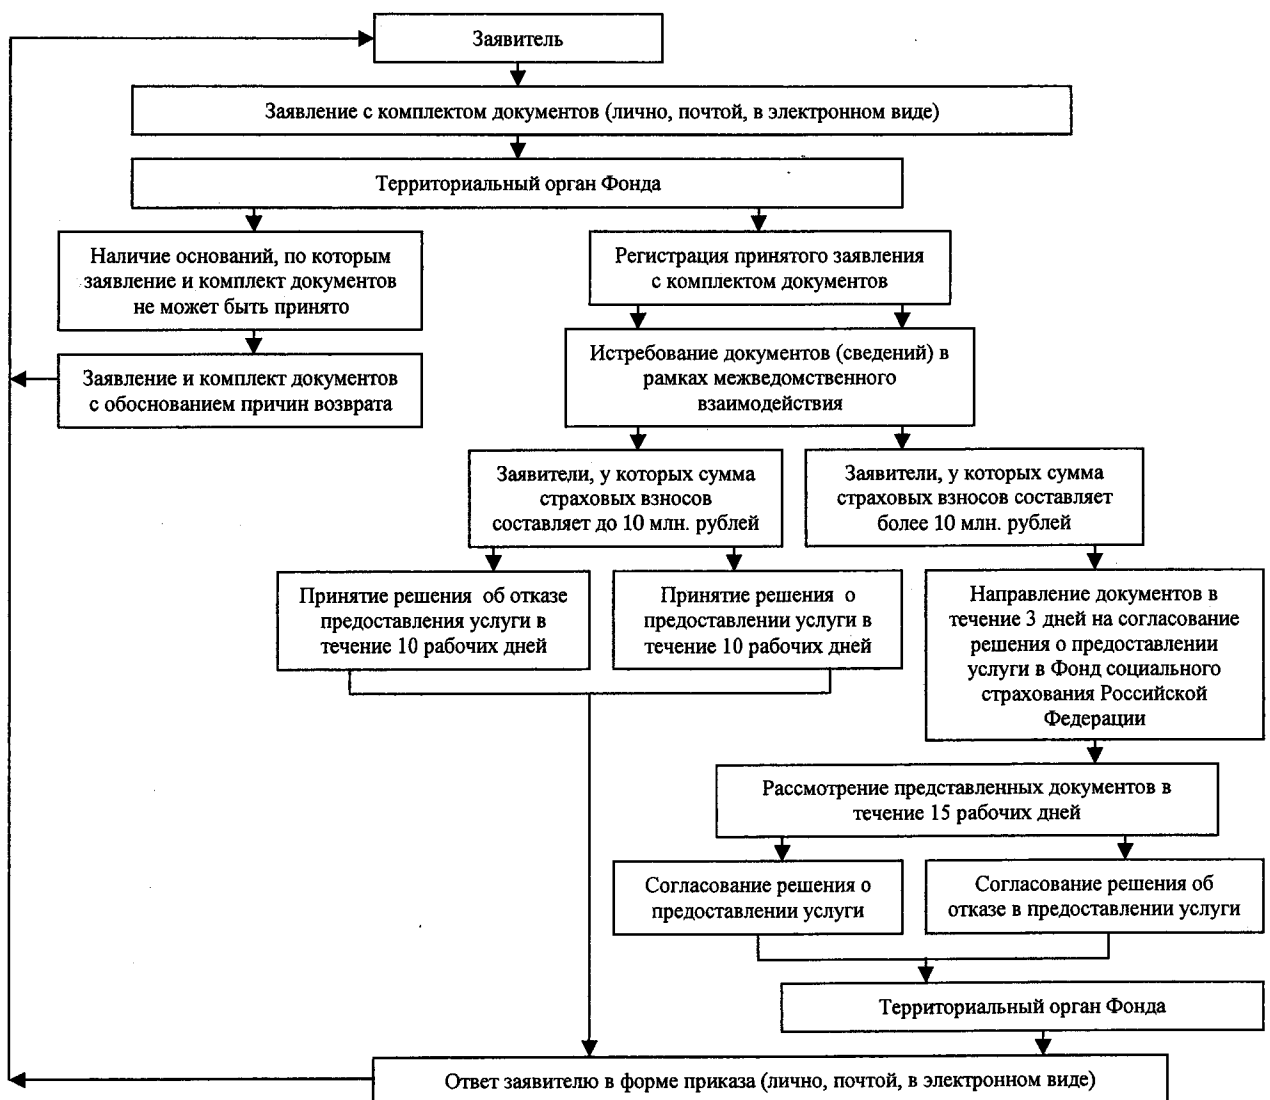 Заявитель
Заявление с комплектом документов (лично, почтой, в электронном виде)
Территориальный орган Фонда
Наличие оснований, по которым
заявление и комплект документов
не может быть принято
Регистрация принятого заявления
с комплектом документов
Заявление и комплект документов
с обоснованием причин возврата
Истребование документов (сведений) в
рамках межведомственного
взаимодействия
Заявители, у которых сумма
страховых взносов
составляет до 10 млн. рублей
Заявители, у которых сумма
страховых взносов составляет
более 10 млн. рублей
Принятие решения об отказе
предоставления услуги в
течение 10 рабочих дней
Принятие решения о
предоставлении услуги в
течение 10 рабочих дней
Направление документов в
течение 3 дней на согласование
решения о предоставлении
услуги в Фонд социального
страхования Российской
Федерации
Рассмотрение представленных документов в
течение 15 рабочих дней
Согласование решения о
предоставлении услуги
Согласование решения об
отказе в предоставлении услуги
Территориальный орган Фонда
Ответ заявителю в форме приказа (лично, почтой, в электронном виде)